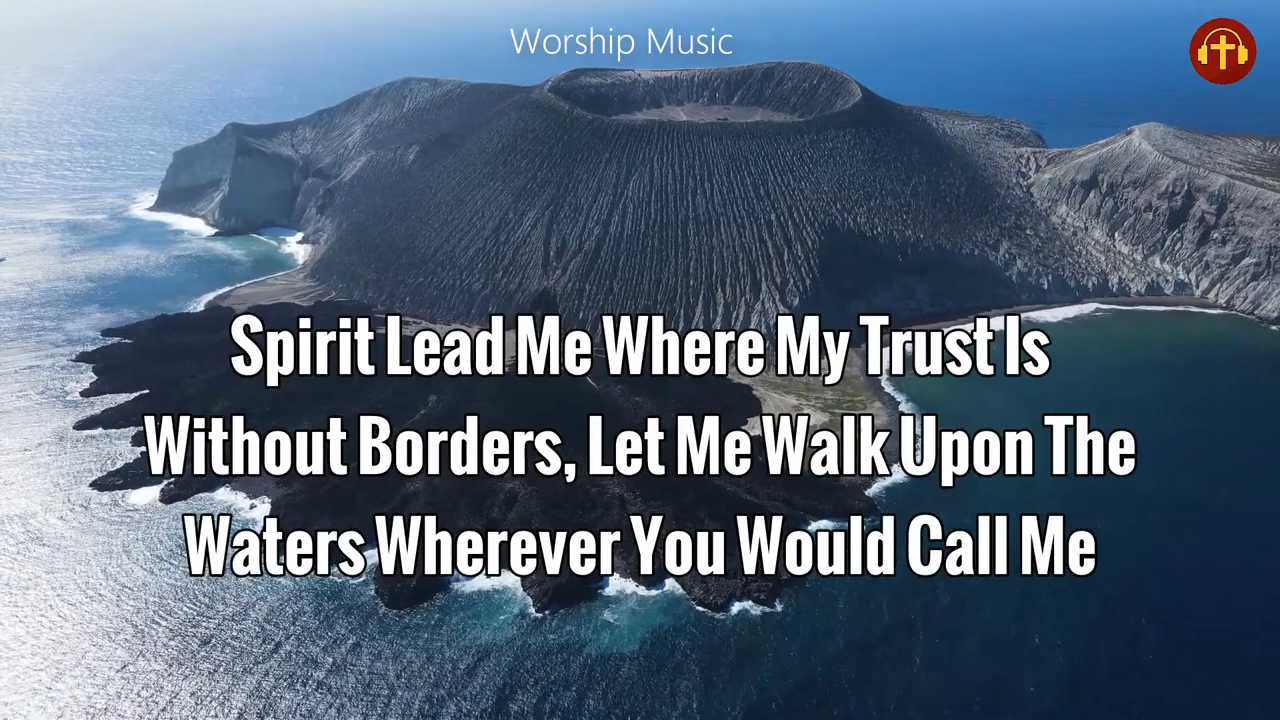 Worship Music
Spirit Lead Me Where My Trust Is
Without Borders, Let Me Walk Upon The
Waters Wherever You Would Call Me